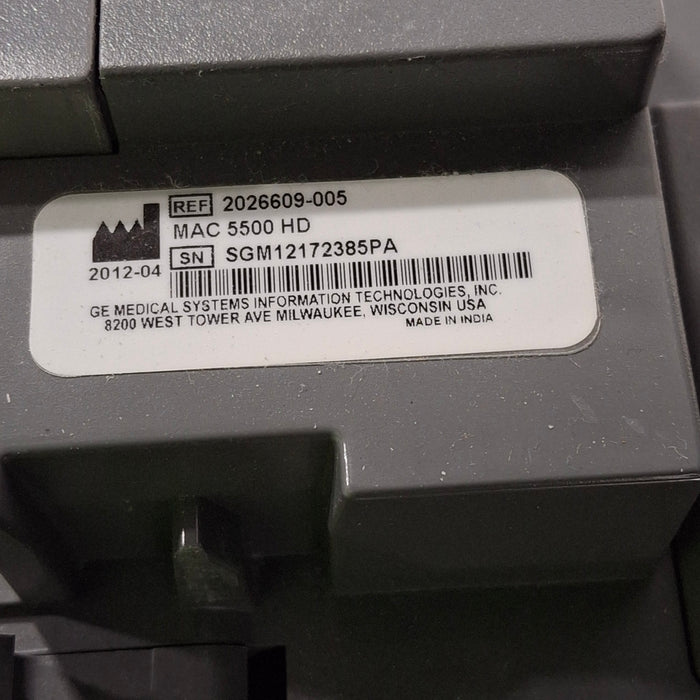 REF 2026609-005
MAC 5500 HD
SN SGM12172385PA
2012-04
GE MEDICAL SYSTEMS INFORMATION TECHNOLOGIES, INC.
8200 WEST TOWER AVE MILWAUKEE, WISCONSIN USA
MADE IN INDIA